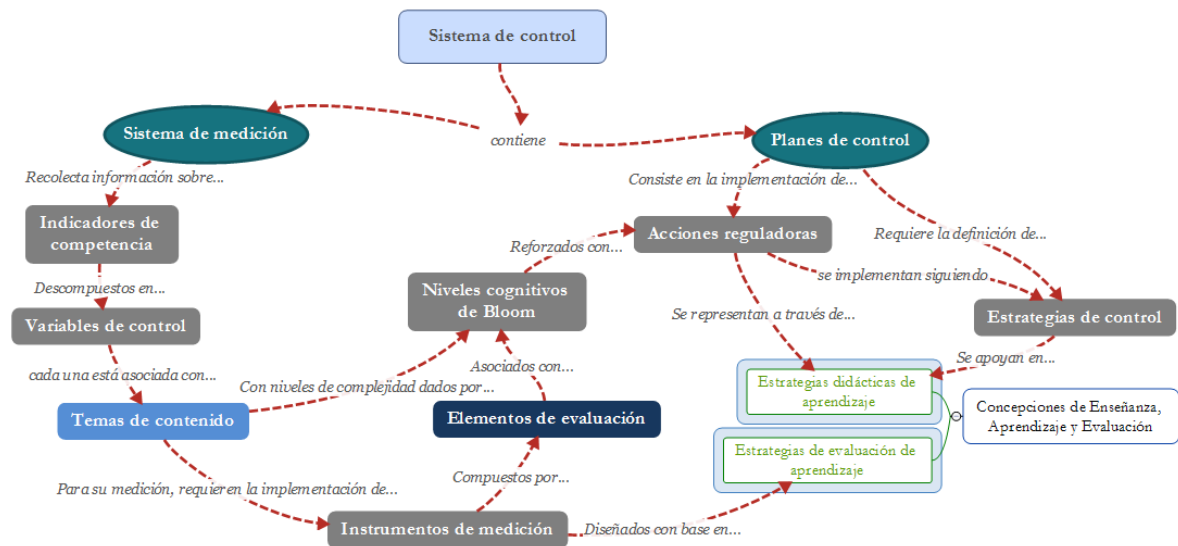 Sistema de control
Sistema de medición
contiene
Planes de control
Recolecta información sobre...
Consiste en la implementación de...
Indicadores de
competencia
Reforzados con...
Acciones reguladoras
Requiere la definición de...
Descompuestos en...
Niveles cognitivos
de Bloom
se implementan siguiendo
Variables de control
Se representan a través de...
Estrategias de control
cada una está asociada con...
Con niveles de complejidad dados por...
Asociados con...
Se apoyan en...
Estrategias didácticas de
aprendizaje
Temas de contenido
Elementos de evaluación
Concepciones de Enseñanza,
Aprendizaje y Evaluación
Estrategias de evaluación de
aprendizaje
Para su medición, requieren la implementación de...
Compuestos por...
Instrumentos de medición
Diseñados con base en...